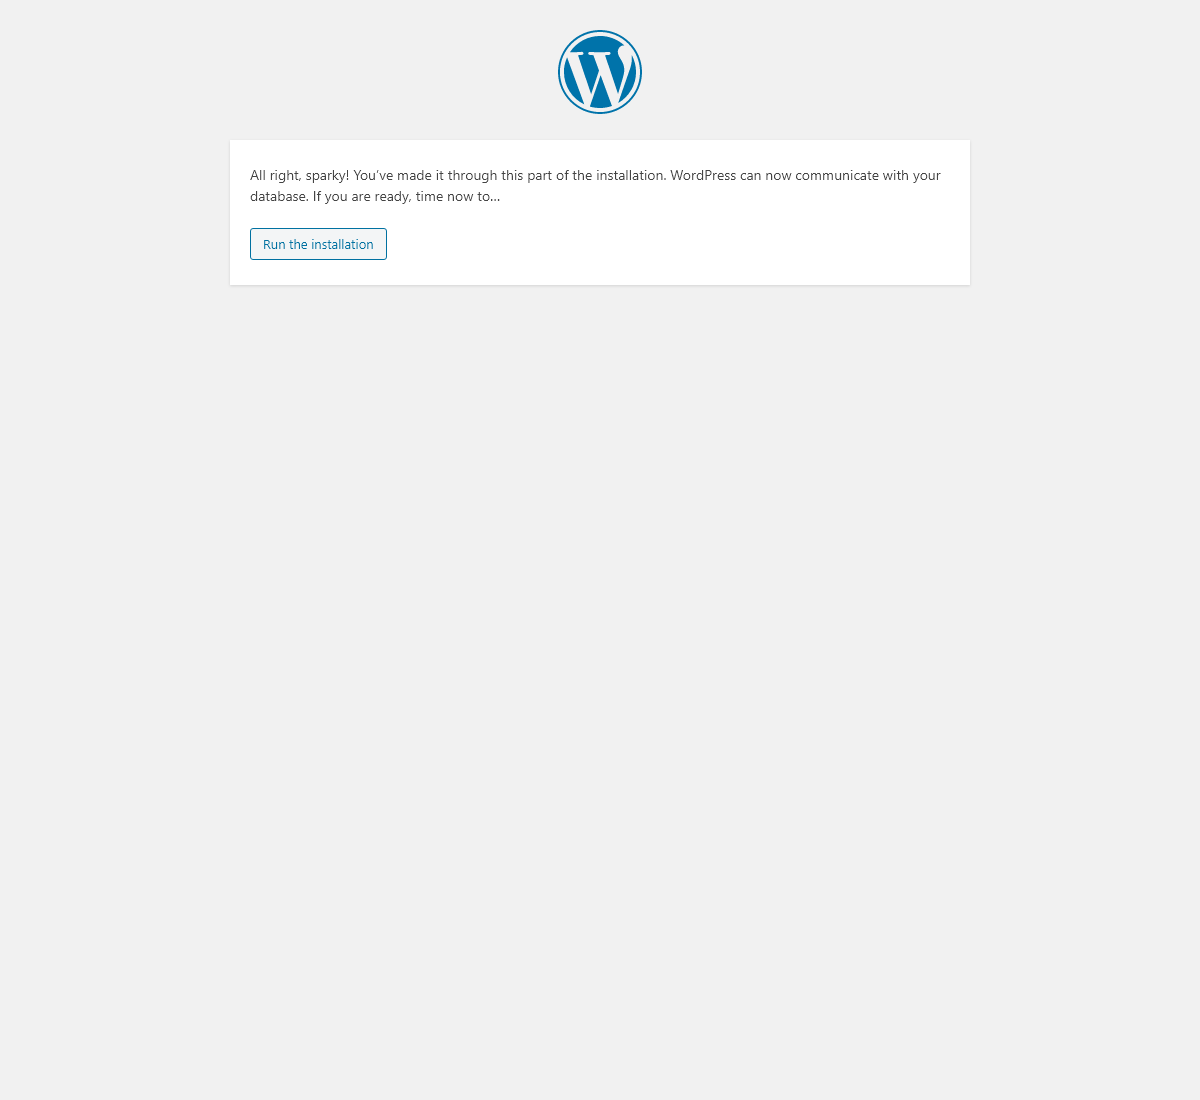 All right, sparky! You’ve made it through this part of the installation. WordPress can now communicate with your
database. If you are ready, time now to…
Run the installation